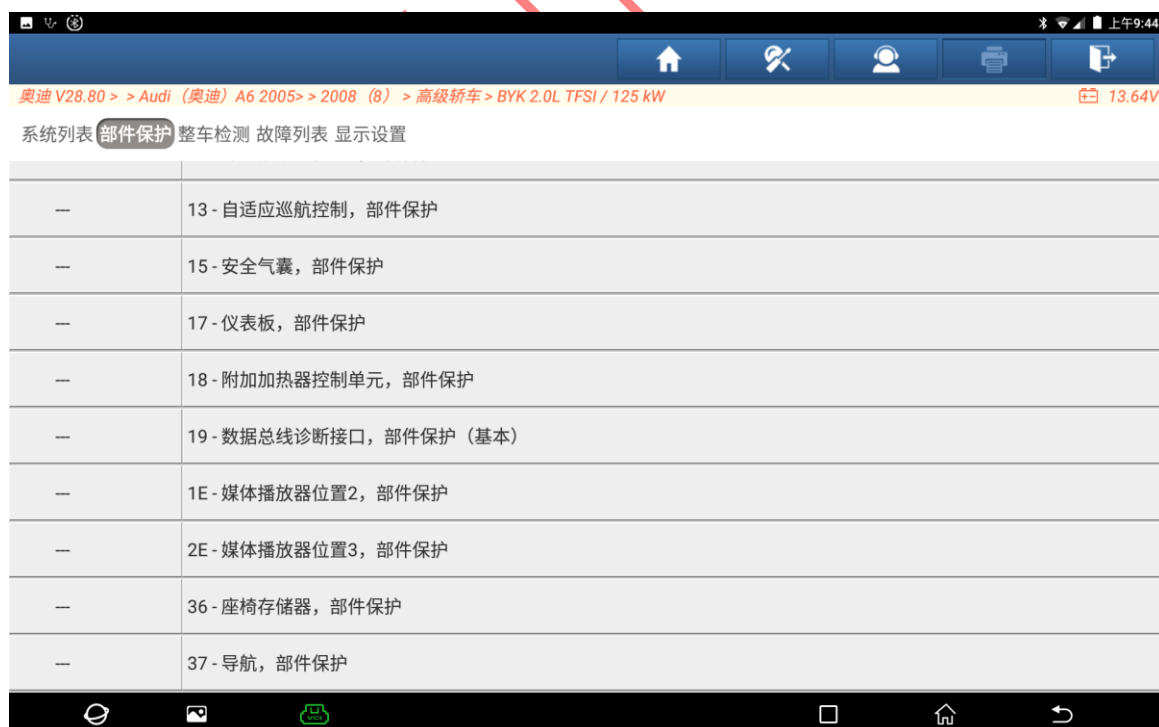 上午9:44
奥迪 V28.80 > > Audi（奥迪）A6 2005> > 2008（8）> 高级轿车 > BYK 2.0L TFSI / 125 kW 13.64V
系统列表 部件保护 整车检测 故障列表 显示设置
--- 13 - 自适应巡航控制，部件保护
--- 15 - 安全气囊，部件保护
--- 17 - 仪表板，部件保护
--- 18 - 附加加热器控制单元，部件保护
--- 19 - 数据总线诊断接口，部件保护（基本）
--- 1E - 媒体播放器位置2，部件保护
--- 2E - 媒体播放器位置3，部件保护
--- 36 - 座椅存储器，部件保护
--- 37 - 导航，部件保护
VCI